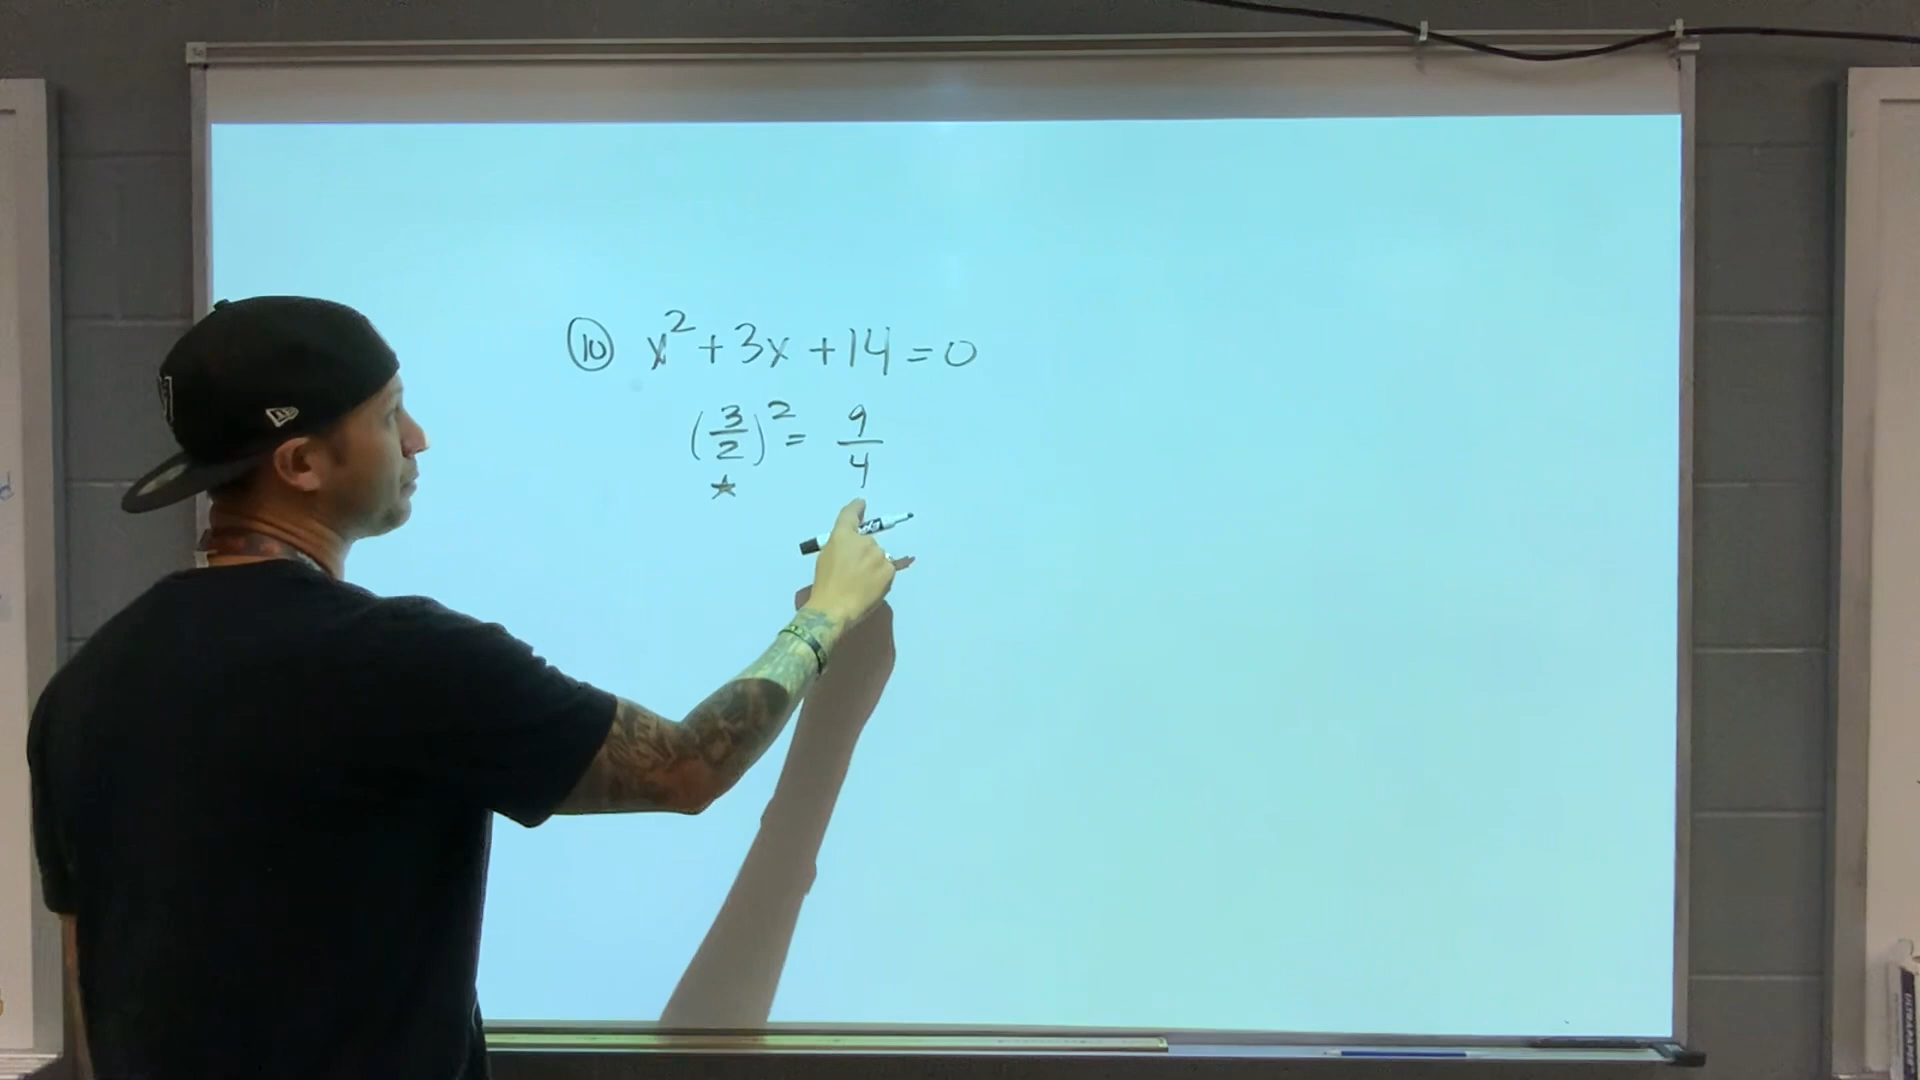 ⑩ x² + 3x + 14 = 0
(3/2)² = 9/4
★